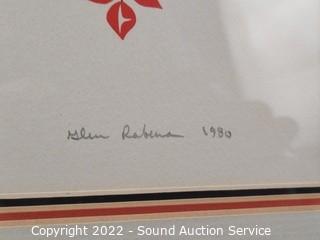 Glen Rabena 1980
Copyright 2022 - Sound Auction Service